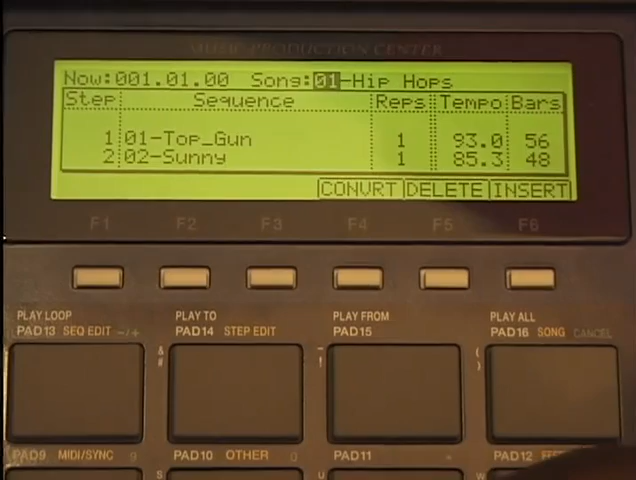 MUSIC PRODUCTION CENTER
Now:001.01.00 Song:01-Hip Hops
Step Sequence Reps Tempo Bars
1 01-Top_Gun 1 93.0 56
2 02-Sunny 1 85.3 48
CONVRT DELETE INSERT
F1 F2 F3 F4 F5 F6
PLAY LOOP PLAY TO PLAY FROM PLAY ALL
PAD13 SEQ EDIT -/+ PAD14 STEP EDIT PAD15 PAD16 SONG CANCEL
& - (
# ! )
PAD9 MIDI/SYNC 9 PAD10 OTHER 0 PAD11 PAD12
S U W